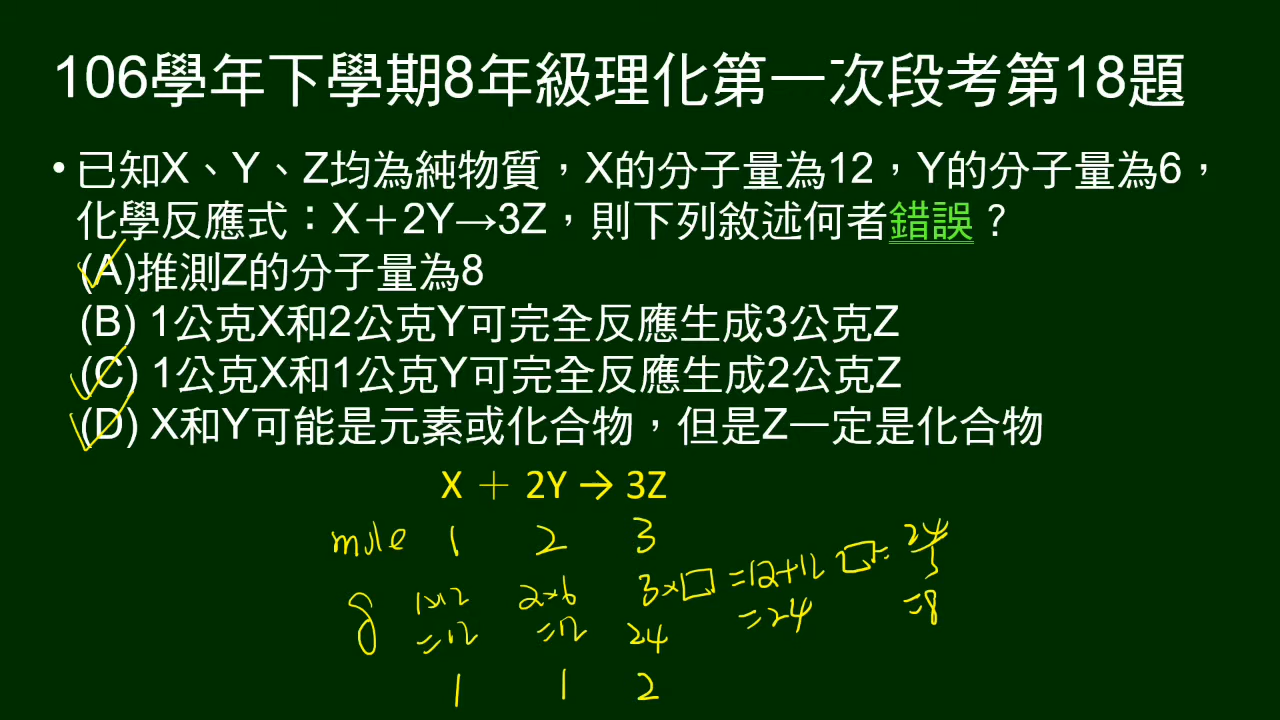 106學年下學期8年級理化第一次段考第18題
• 已知X、Y、Z均為純物質，X的分子量為12，Y的分子量為6，
化學反應式：X＋2Y→3Z，則下列敘述何者錯誤？
(A)推測Z的分子量為8
(B) 1公克X和2公克Y可完全反應生成3公克Z
(C) 1公克X和1公克Y可完全反應生成2公克Z
(D) X和Y可能是元素或化合物，但是Z一定是化合物
X ＋ 2Y → 3Z
mole 1 2 3
g 1×12 2×6 3×□ =12+12 □= 24/3
=12 =12 24 =24 =8
1 1 2